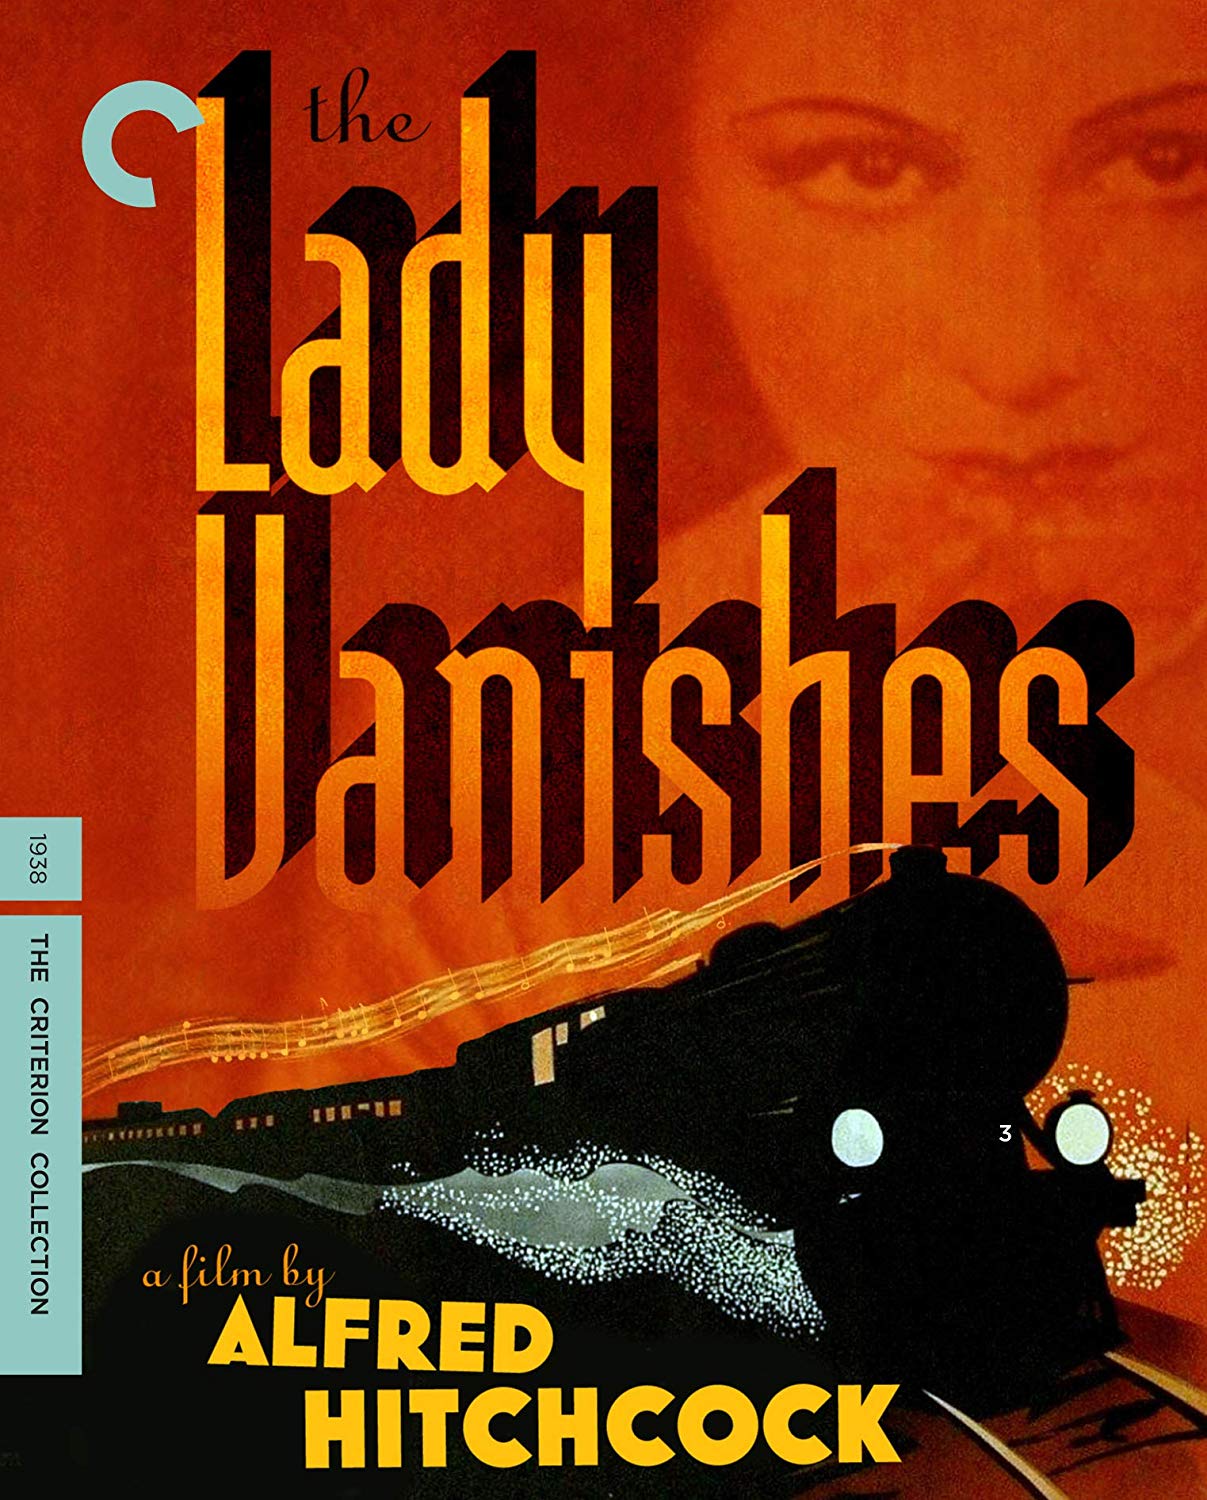 the
Lady
Vanishes
1938
THE CRITERION COLLECTION
3
a film by
ALFRED
HITCHCOCK